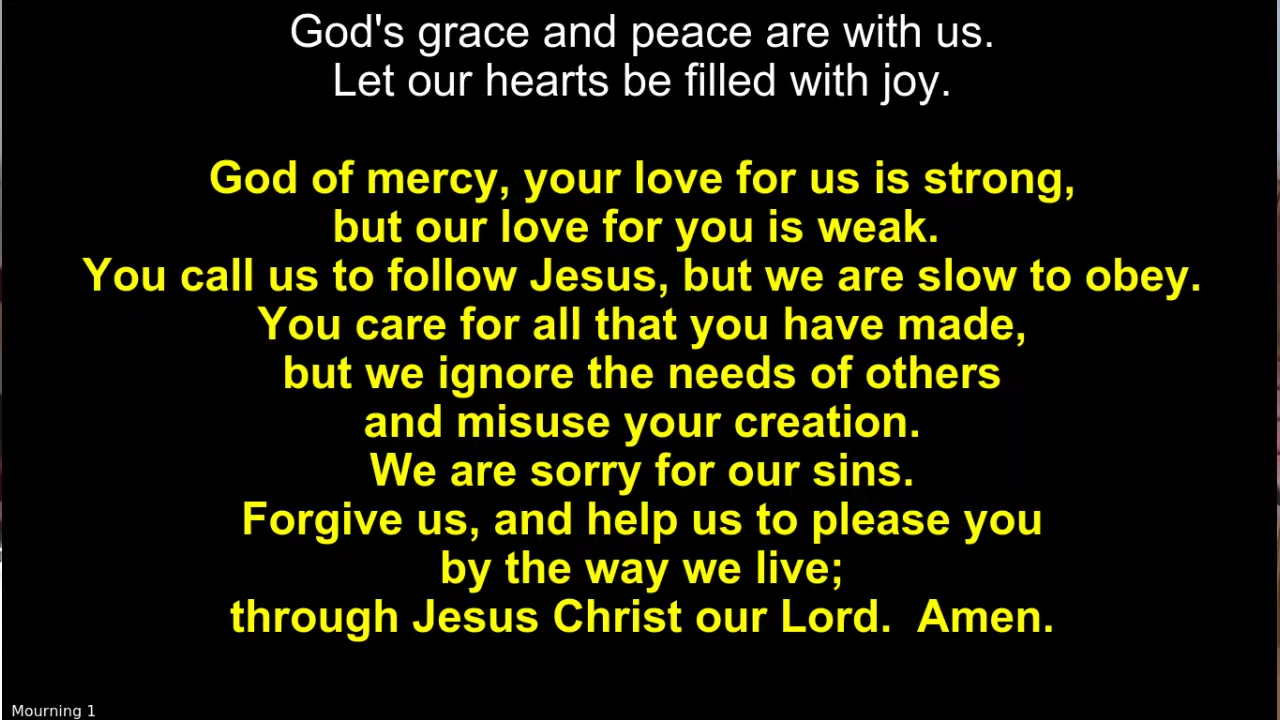 God's grace and peace are with us.
Let our hearts be filled with joy.
God of mercy, your love for us is strong,
but our love for you is weak.
You call us to follow Jesus, but we are slow to obey.
You care for all that you have made,
but we ignore the needs of others
and misuse your creation.
We are sorry for our sins.
Forgive us, and help us to please you
by the way we live;
through Jesus Christ our Lord.  Amen.
Mourning 1